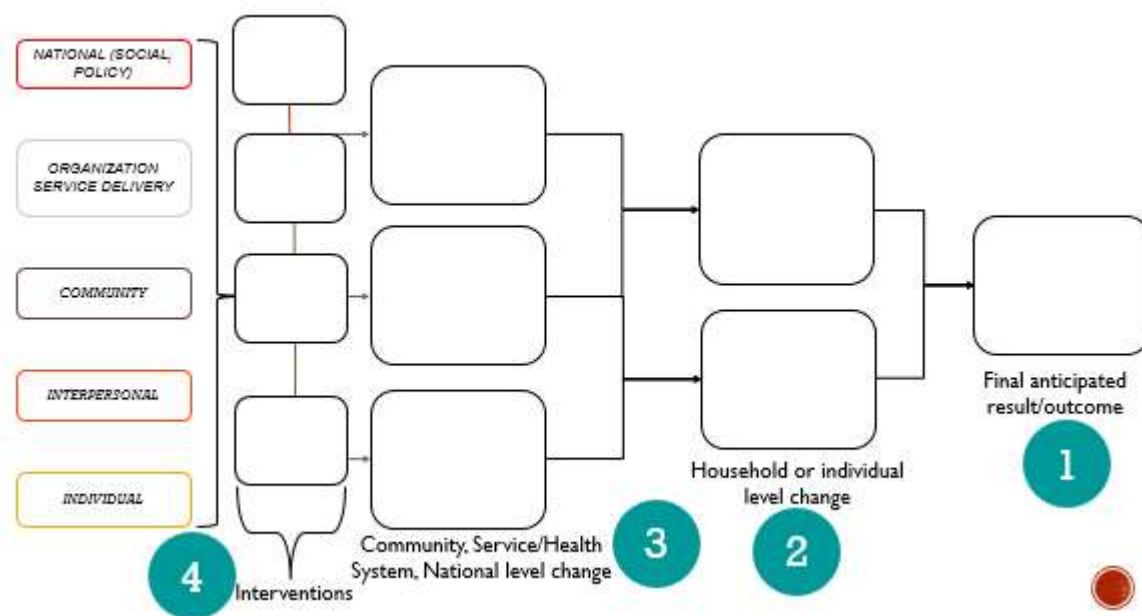 NATIONAL (SOCIAL,
POLICY)
ORGANIZATION
SERVICE DELIVERY
COMMUNITY
INTERPERSONAL
INDIVIDUAL
4
Interventions
Community, Service/Health
System, National level change
3
Household or individual
level change
2
Final anticipated
result/outcome
1